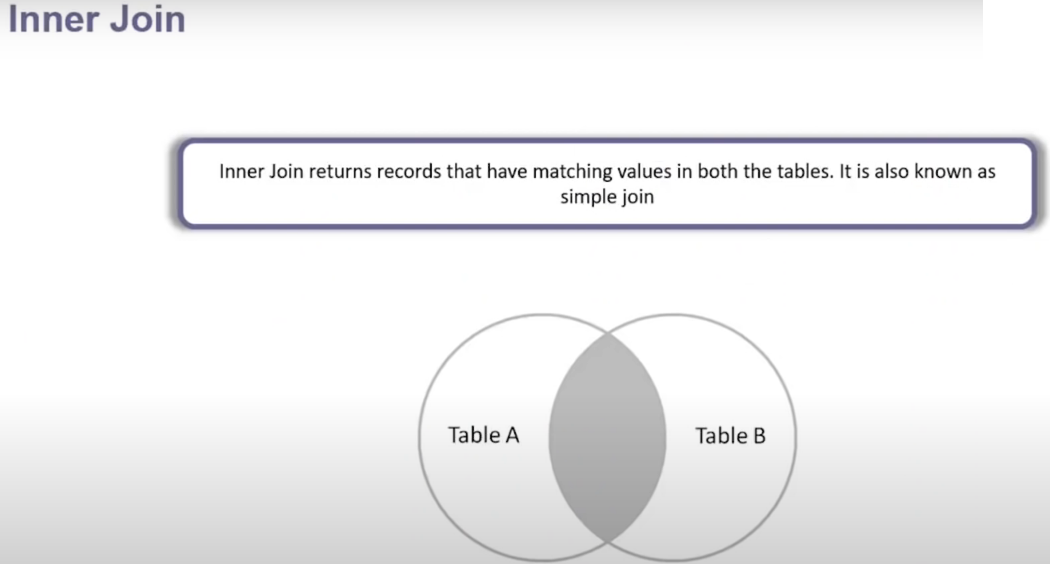 Inner Join
Inner Join returns records that have matching values in both the tables. It is also known as
simple join
Table A
Table B